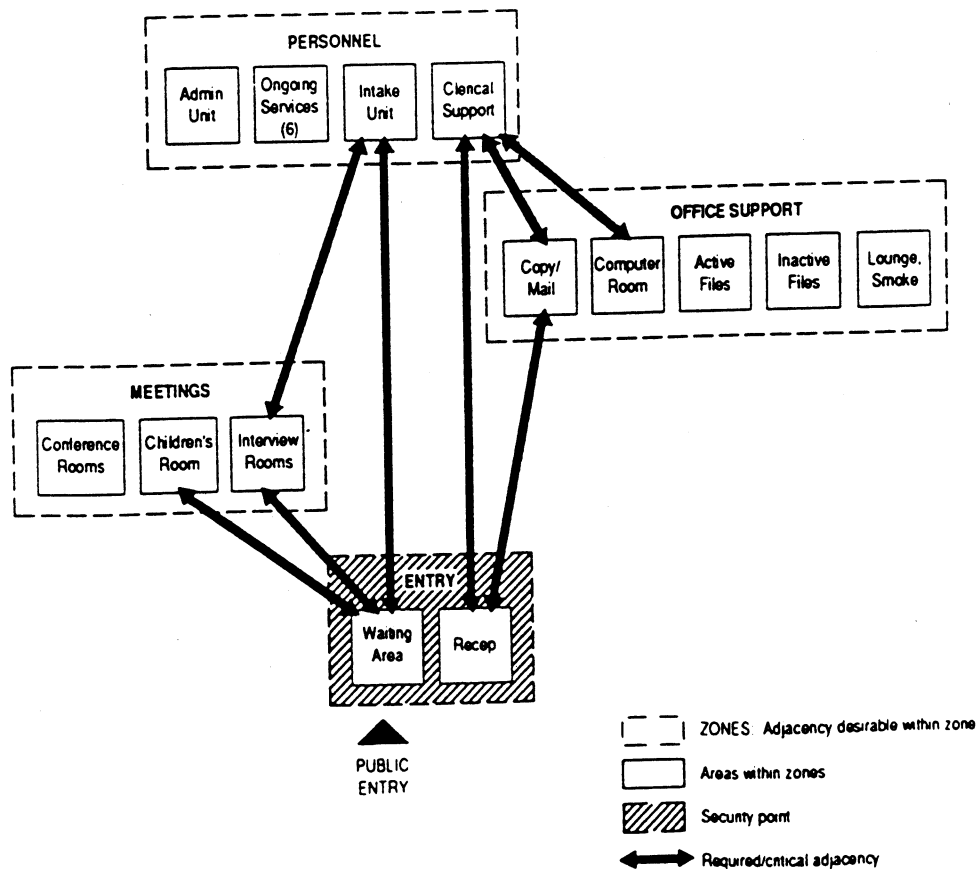 PERSONNEL
Admin
Unit
Ongoing
Services
(6)
Intake
Unit
Clencal
Support
OFFICE SUPPORT
Copy/
Mail
Computer
Room
Active
Files
Inactive
Files
Lounge,
Smoke
MEETINGS
Conference
Rooms
Children's
Room
Interview
Rooms
ENTRY
Waiting
Area
Recep
PUBLIC
ENTRY
ZONES: Adjacency desirable within zone
Areas within zones
Security point
Required/critical adjacency